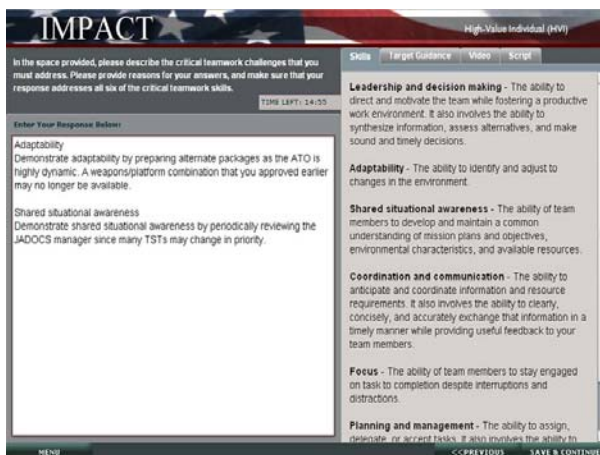 IMPACT
High-Value Individual (HVI)
In the space provided, please describe the critical teamwork challenges that you
must address. Please provide reasons for your answers, and make sure that your
response addresses all six of the critical teamwork skills.
TIME LEFT: 14:55
Enter Your Response Below:
Adaptability
Demonstrate adaptability by preparing alternate packages as the ATO is
highly dynamic. A weapons/platform combination that you approved earlier
may no longer be available.
Shared situational awareness
Demonstrate shared situational awareness by periodically reviewing the
JADOCS manager since many TSTs may change in priority.
Skills
Target Guidance
Video
Script
Leadership and decision making - The ability to
direct and motivate the team while fostering a productive
work environment. It also involves the ability to
synthesize information, assess alternatives, and make
sound and timely decisions.
Adaptability - The ability to identify and adjust to
changes in the environment.
Shared situational awareness - The ability of team
members to develop and maintain a common
understanding of mission plans and objectives,
environmental characteristics, and available resources.
Coordination and communication - The ability to
anticipate and coordinate information and resource
requirements. It also involves the ability to clearly,
concisely, and accurately exchange that information in a
timely manner while providing useful feedback to your
team members.
Focus - The ability of team members to stay engaged
on task to completion despite interruptions and
distractions.
Planning and management - The ability to assign,
delegate, or accept tasks. It also involves the ability to
MENU
<<PREVIOUS
SAVE & CONTINUE